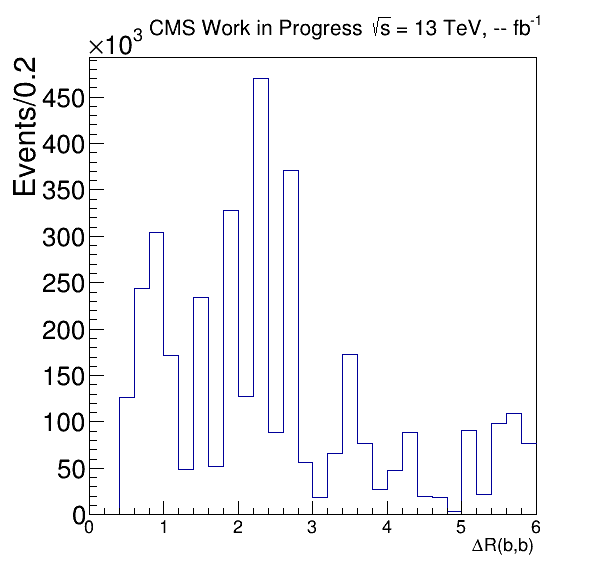 ×10³ CMS Work in Progress √s = 13 TeV, -- fb⁻¹
Events/0.2
450
400
350
300
250
200
150
100
50
0
0 1 2 3 4 5 6
ΔR(b,b)